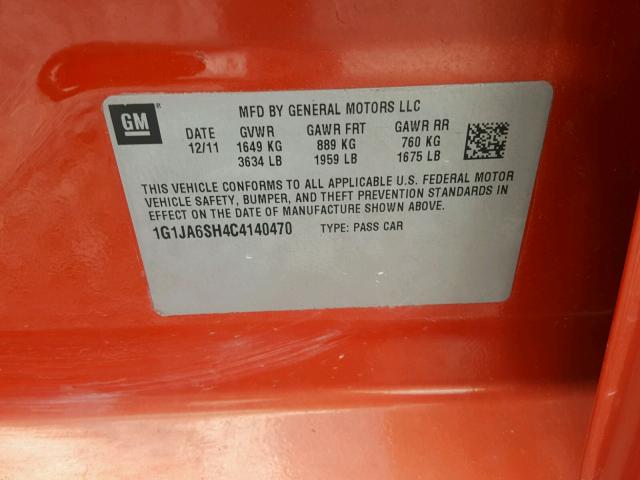 GM ®
MFD BY GENERAL MOTORS LLC
DATE GVWR GAWR FRT GAWR RR
12/11 1649 KG 889 KG 760 KG
3634 LB 1959 LB 1675 LB
THIS VEHICLE CONFORMS TO ALL APPLICABLE U.S. FEDERAL MOTOR
VEHICLE SAFETY, BUMPER, AND THEFT PREVENTION STANDARDS IN
EFFECT ON THE DATE OF MANUFACTURE SHOWN ABOVE.
1G1JA6SH4C4140470 TYPE: PASS CAR